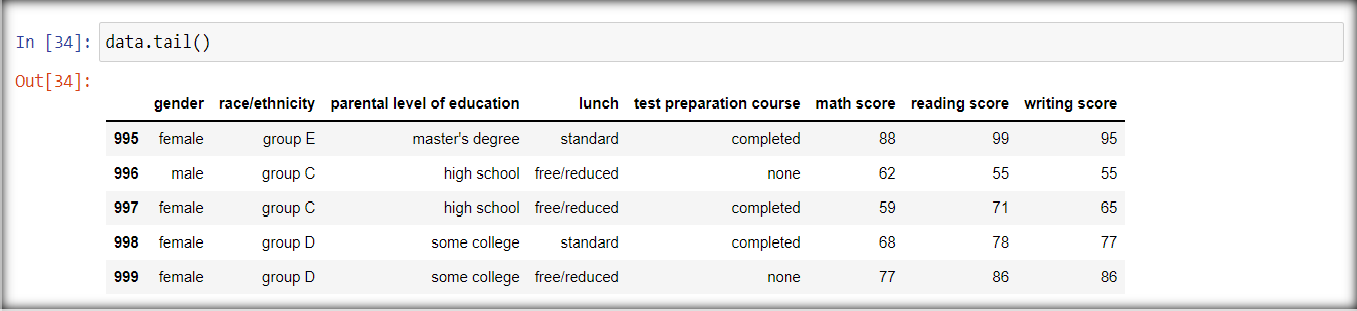 In [34]: data.tail()
Out[34]:
gender race/ethnicity parental level of education lunch test preparation course math score reading score writing score
995 female group E master's degree standard completed 88 99 95
996 male group C high school free/reduced none 62 55 55
997 female group C high school free/reduced completed 59 71 65
998 female group D some college standard completed 68 78 77
999 female group D some college free/reduced none 77 86 86